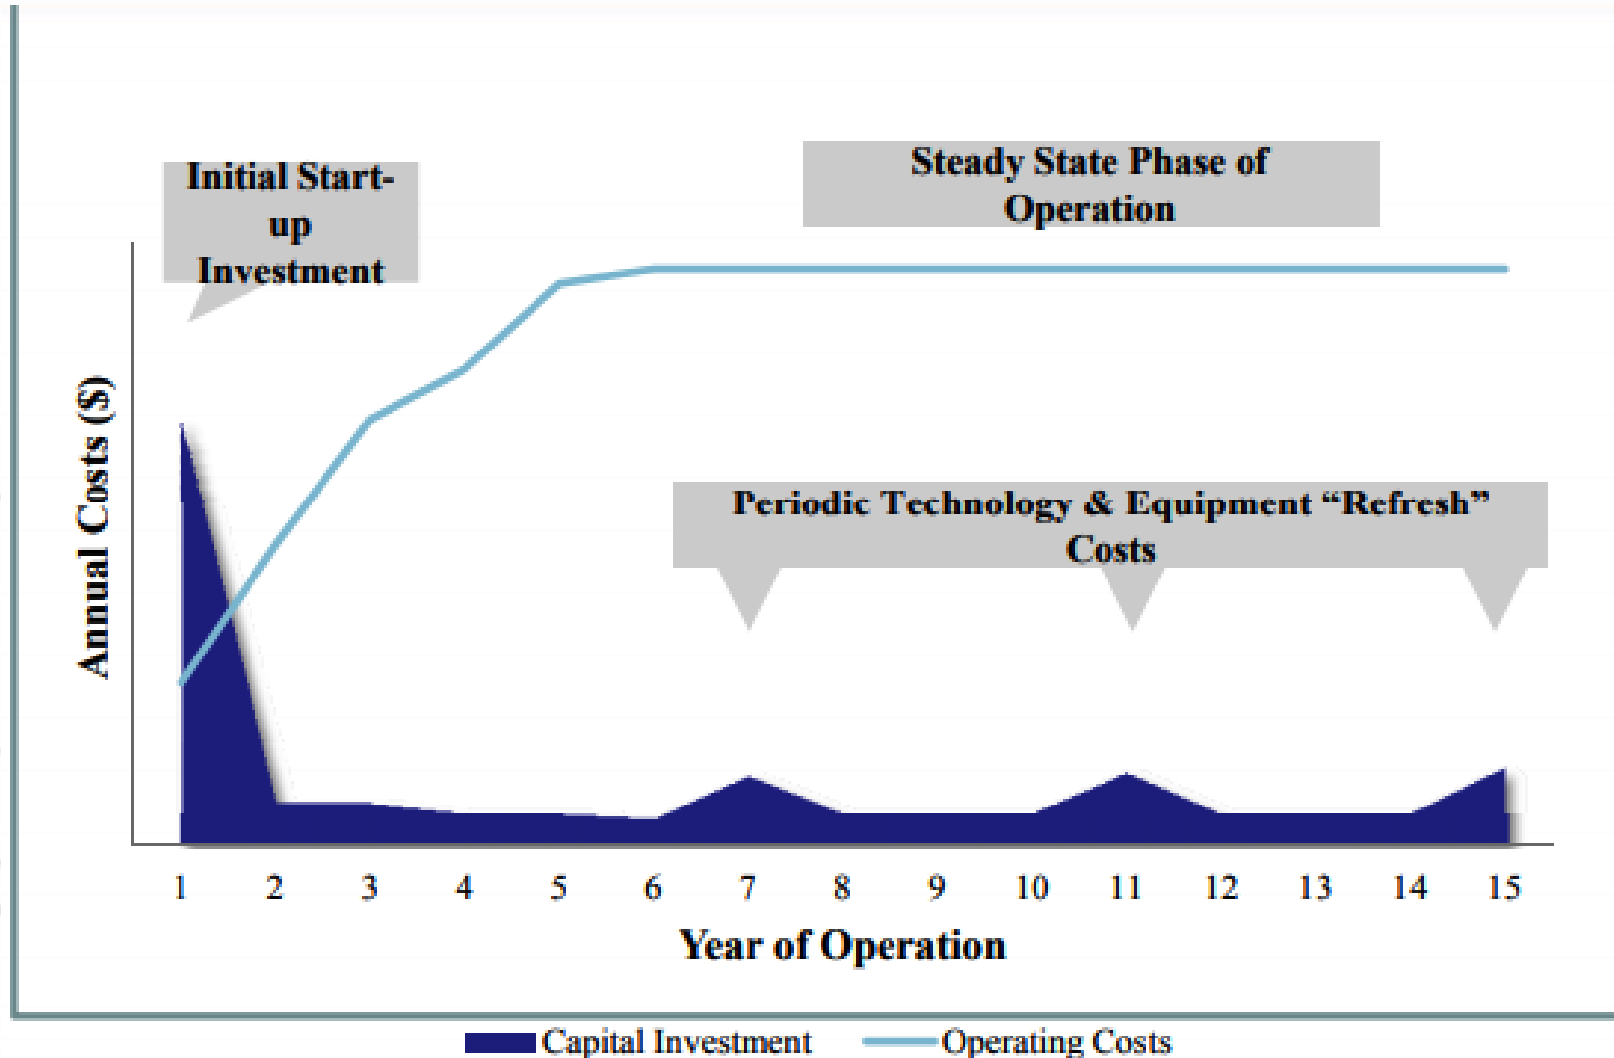 Initial Start-
up
Investment
Steady State Phase of
Operation
Annual Costs ($)
Periodic Technology & Equipment “Refresh”
Costs
1 2 3 4 5 6 7 8 9 10 11 12 13 14 15
Year of Operation
Capital Investment Operating Costs